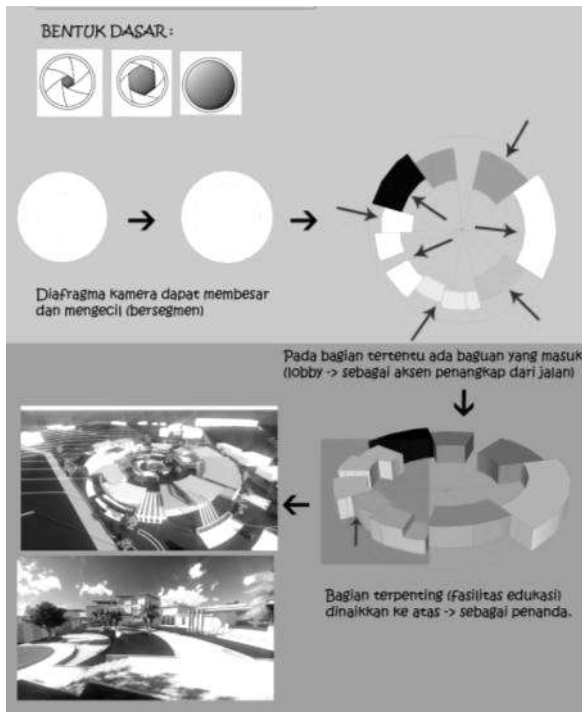 BENTUK DASAR :
Diafragma kamera dapat membesar
dan mengecil (bersegmen)
Pada bagian tertentu ada baguan yang masuk
(lobby -> sebagai aksen penangkap dari jalan)
Bagian terpenting (fasilitas edukasi)
dinaikkan ke atas -> sebagai penanda.